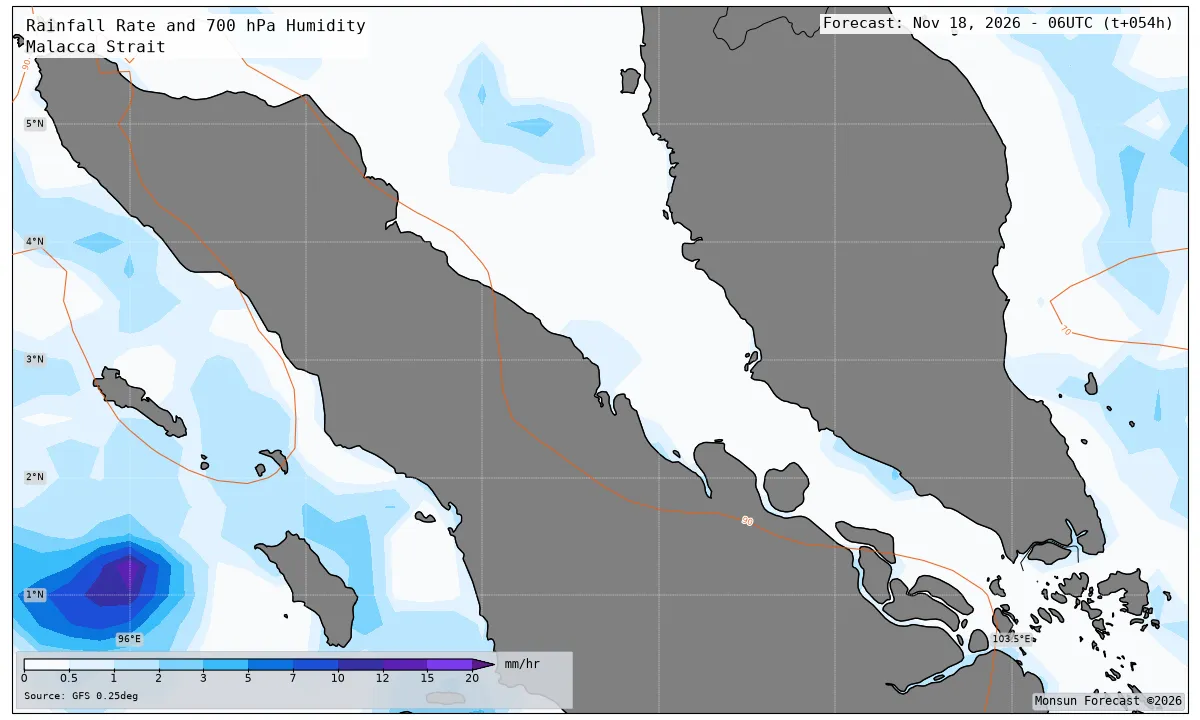 Rainfall Rate and 700 hPa Humidity
Malacca Strait
Forecast: Nov 18, 2026 - 06UTC (t+054h)
90
5°N
4°N
70
3°N
2°N
90
1°N
96°E
103.5°E
mm/hr
0 0.5 1 2 3 5 7 10 12 15 20
Source: GFS 0.25deg
Monsun Forecast ©2026